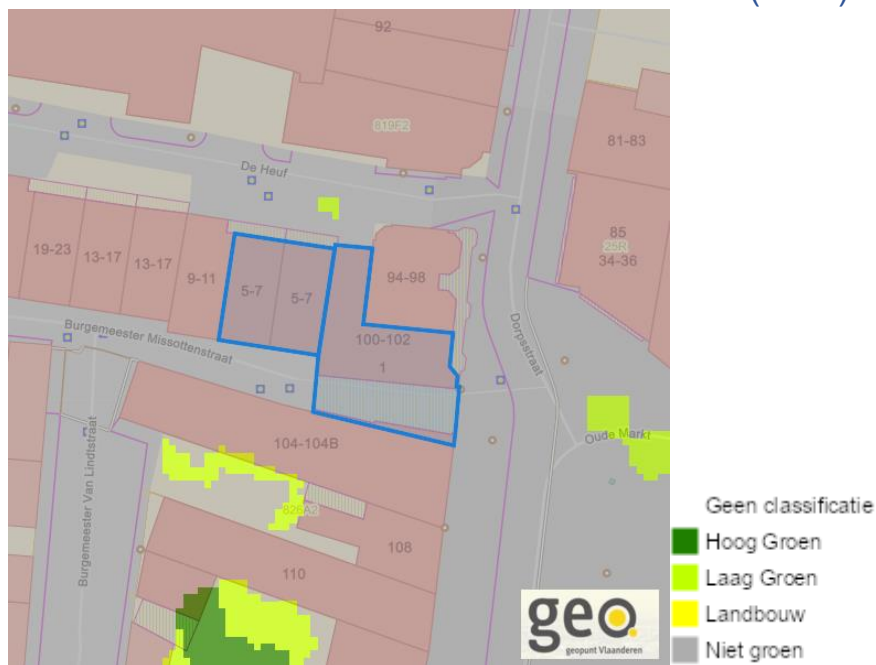 92
819F2
81-83
De Heuf
85
25R
34-36
19-23
13-17
13-17
9-11
5-7
5-7
94-98
Burgemeester Missottenstraat
100-102
1
Dorpsstraat
Burgemeester Van Lindtstraat
104-104B
Oude Markt
826A2
108
110
geo
geopunt Vlaanderen
Geen classificatie
Hoog Groen
Laag Groen
Landbouw
Niet groen